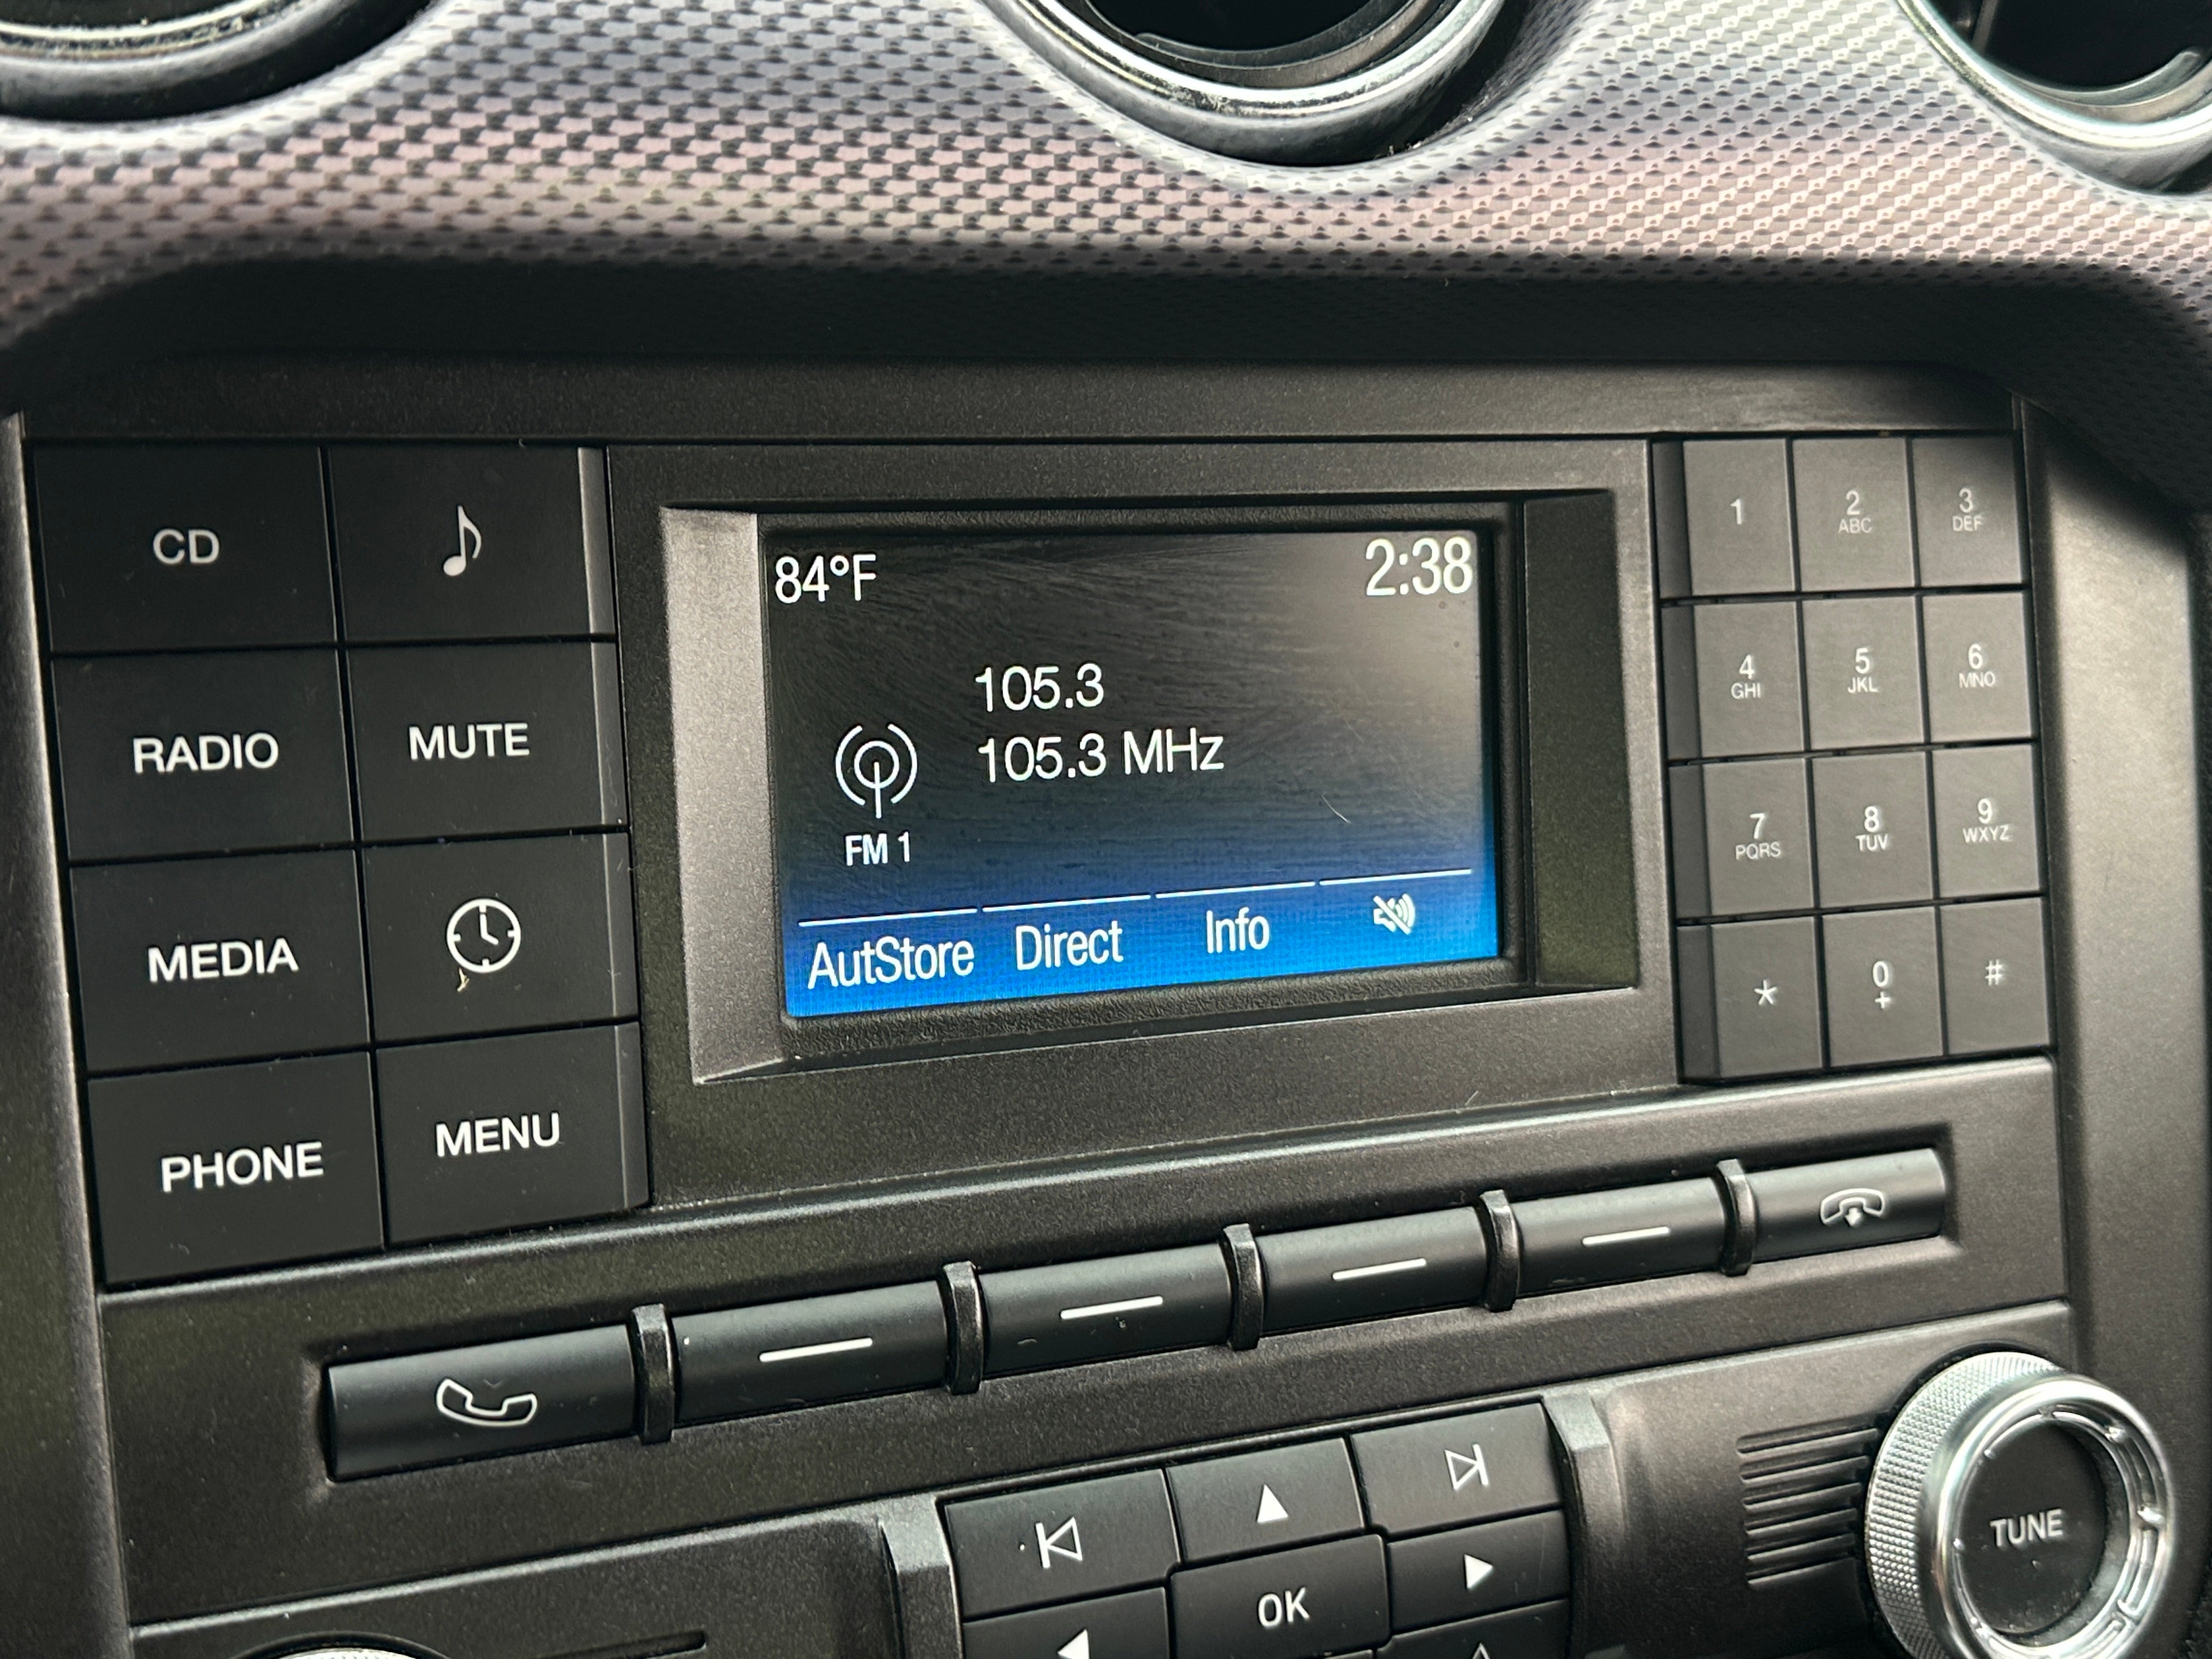 84°F 2:38
105.3
105.3 MHz
FM 1
AutStore Direct Info
CD
RADIO MUTE
MEDIA
PHONE MENU
1 2 ABC 3 DEF
4 GHI 5 JKL 6 MNO
7 PQRS 8 TUV 9 WXYZ
* 0 + #
OK
TUNE